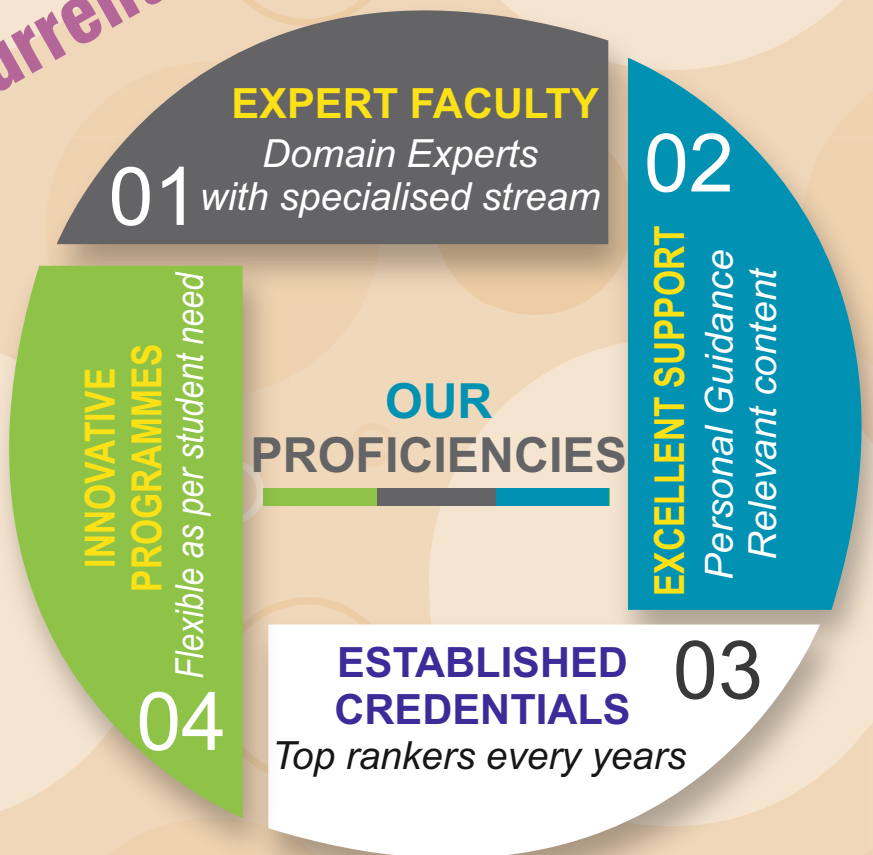 EXPERT FACULTY
Domain Experts
with specialised stream
01
02
EXCELLENT SUPPORT
Personal Guidance
Relevant content
OUR
PROFICIENCIES
ESTABLISHED
CREDENTIALS
Top rankers every years
03
INNOVATIVE
PROGRAMMES
Flexible as per student need
04